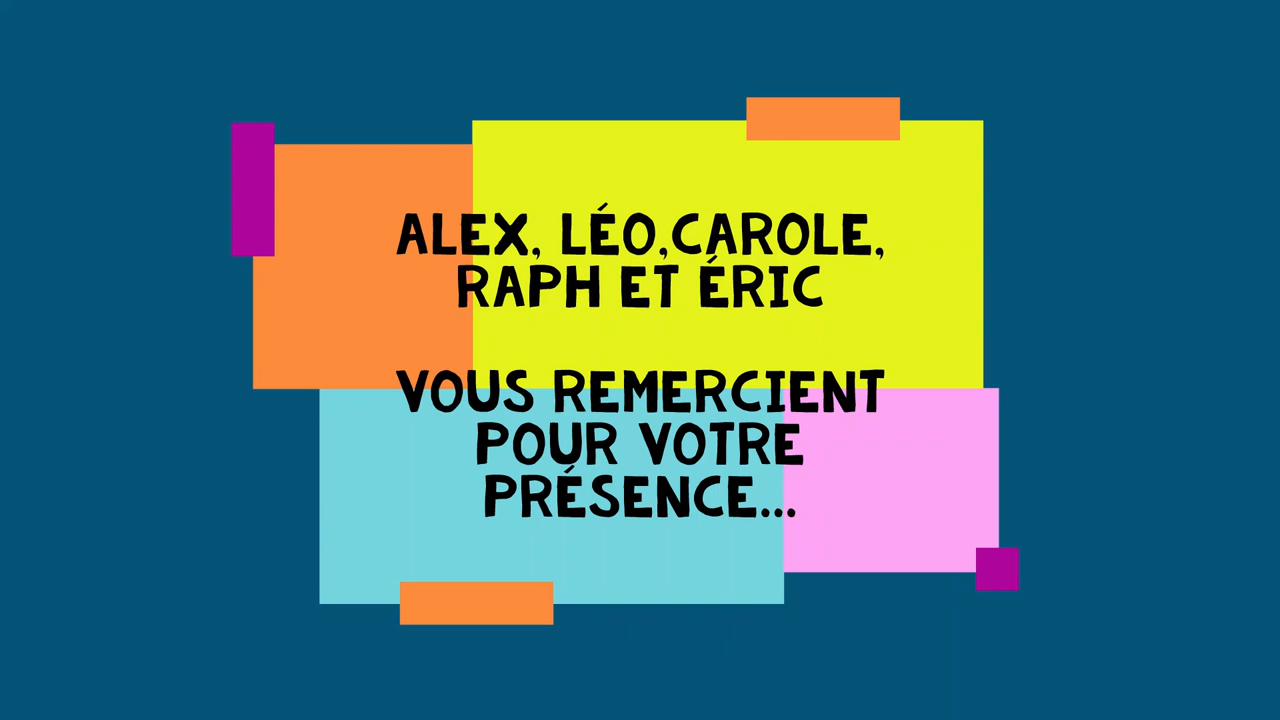 ALEX, LÉO,CAROLE,
RAPH ET ÉRIC
VOUS REMERCIENT
POUR VOTRE
PRÉSENCE...